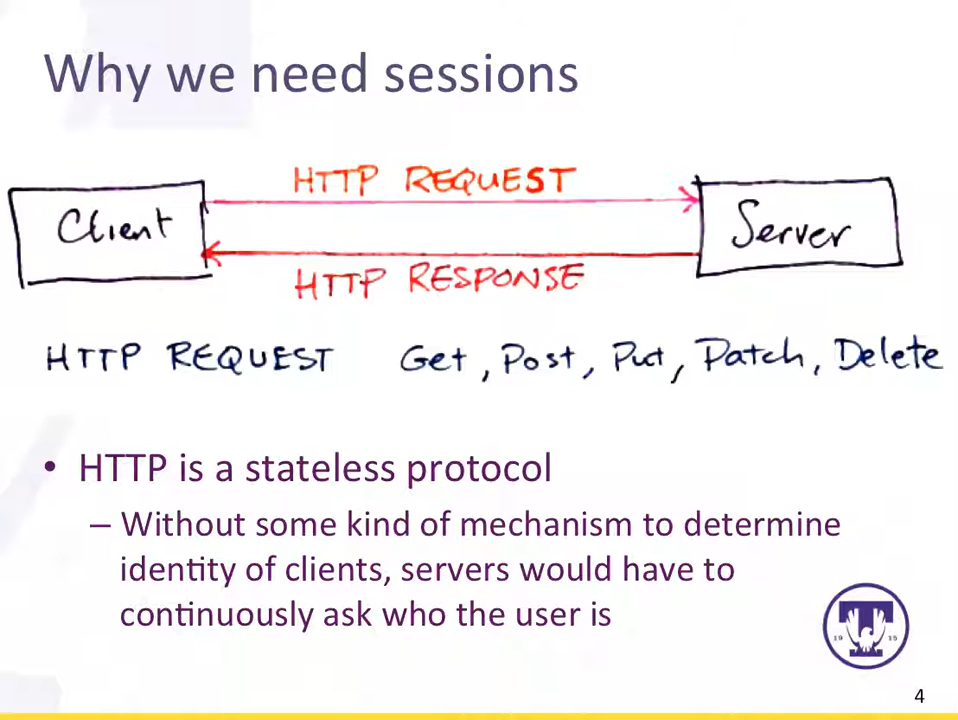 Why we need sessions
HTTP REQUEST
Client
Server
HTTP RESPONSE
HTTP REQUEST Get, Post, Put, Patch, Delete
• HTTP is a stateless protocol
– Without some kind of mechanism to determine
identity of clients, servers would have to
continuously ask who the user is
T
19 15
4